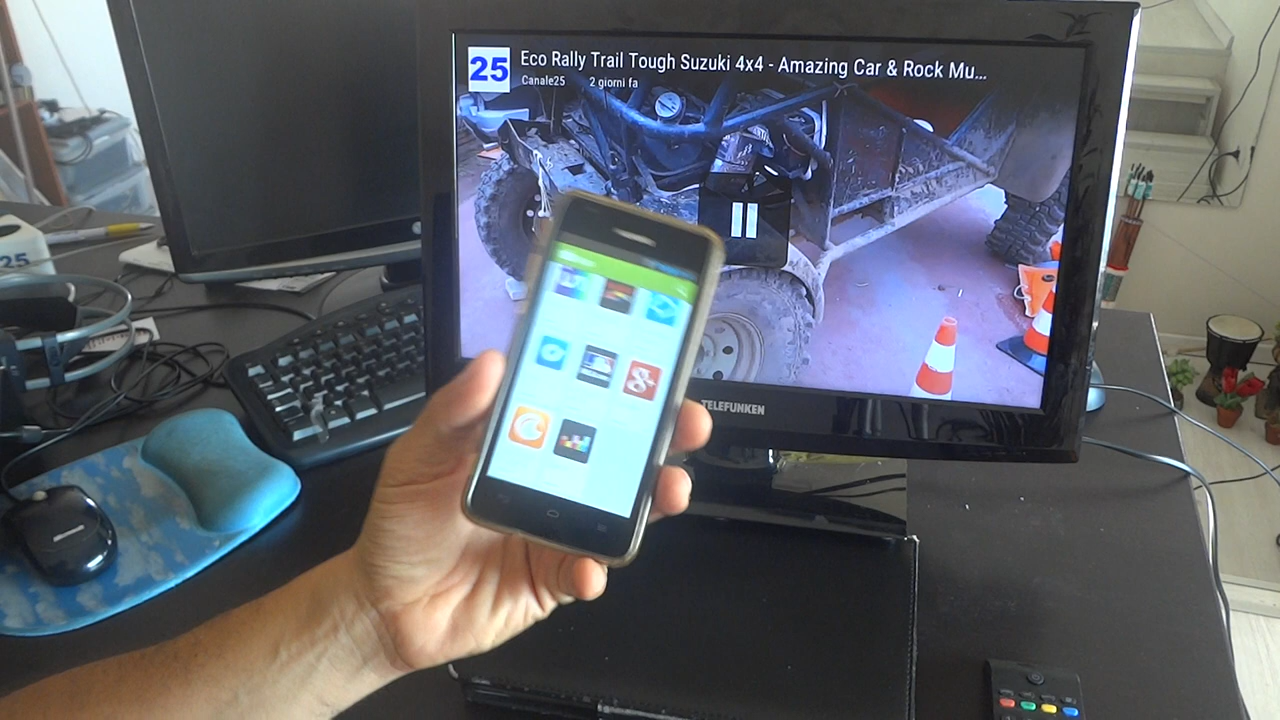 25
Eco Rally Trail Tough Suzuki 4x4 - Amazing Car & Rock Mu...
Canale25
2 giorni fa
25
TELEFUNKEN